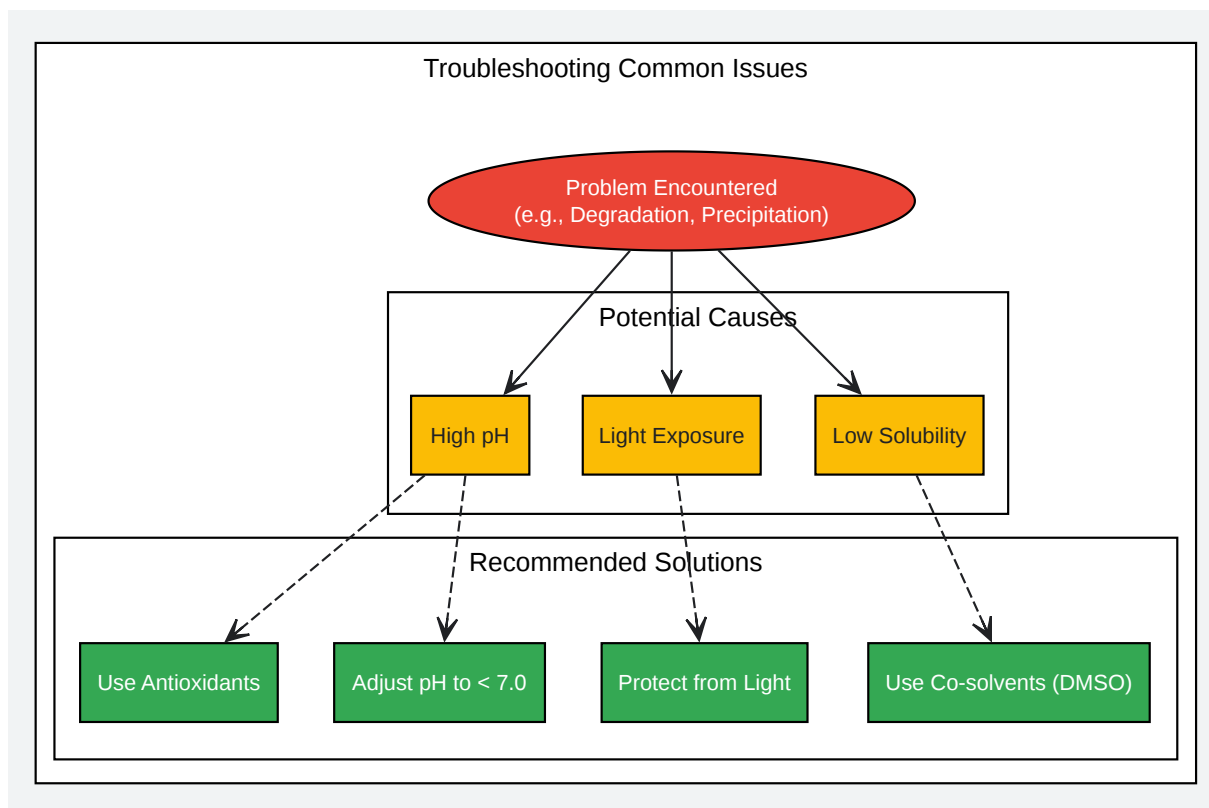 Troubleshooting Common Issues
Problem Encountered
(e.g., Degradation, Precipitation)
Potential Causes
High pH
Light Exposure
Low Solubility
Recommended Solutions
Use Antioxidants
Adjust pH to < 7.0
Protect from Light
Use Co-solvents (DMSO)